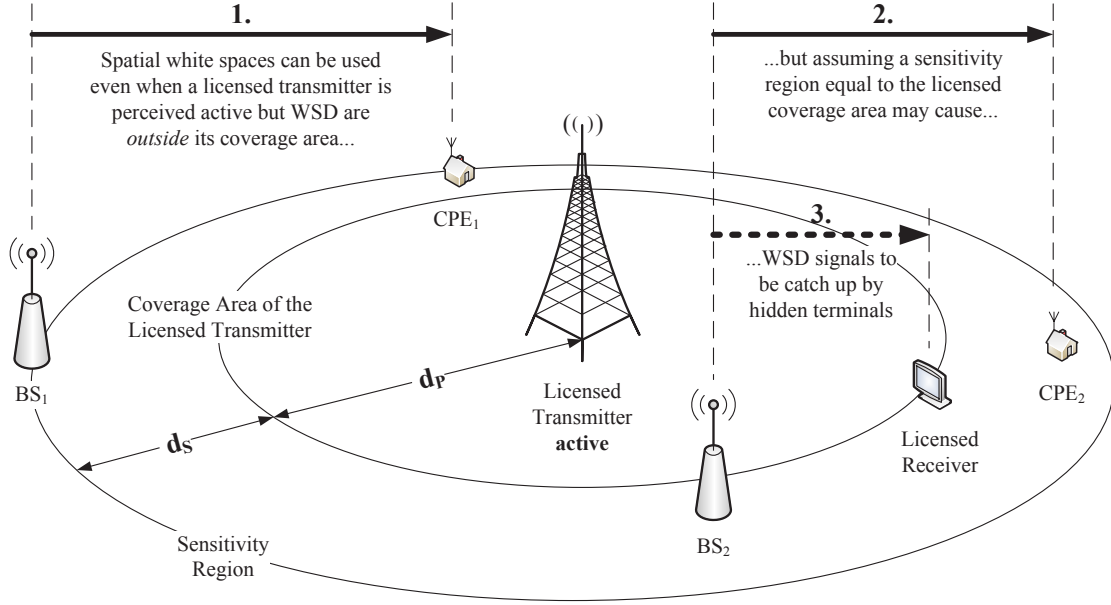 1.
Spatial white spaces can be used
even when a licensed transmitter is
perceived active but WSD are
outside its coverage area...
2.
...but assuming a sensitivity
region equal to the licensed
coverage area may cause...
((ı))
CPE1
3.
...WSD signals to
be catch up by
hidden terminals
Coverage Area of the
Licensed Transmitter
BS1
dP
dS
Licensed
Transmitter
active
CPE2
Licensed
Receiver
BS2
Sensitivity
Region